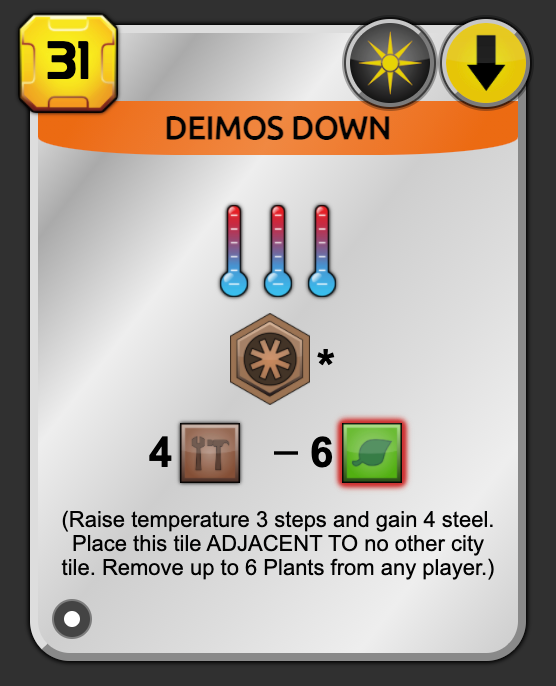 31
DEIMOS DOWN
*
4 – 6
(Raise temperature 3 steps and gain 4 steel.
Place this tile ADJACENT TO no other city
tile. Remove up to 6 Plants from any player.)